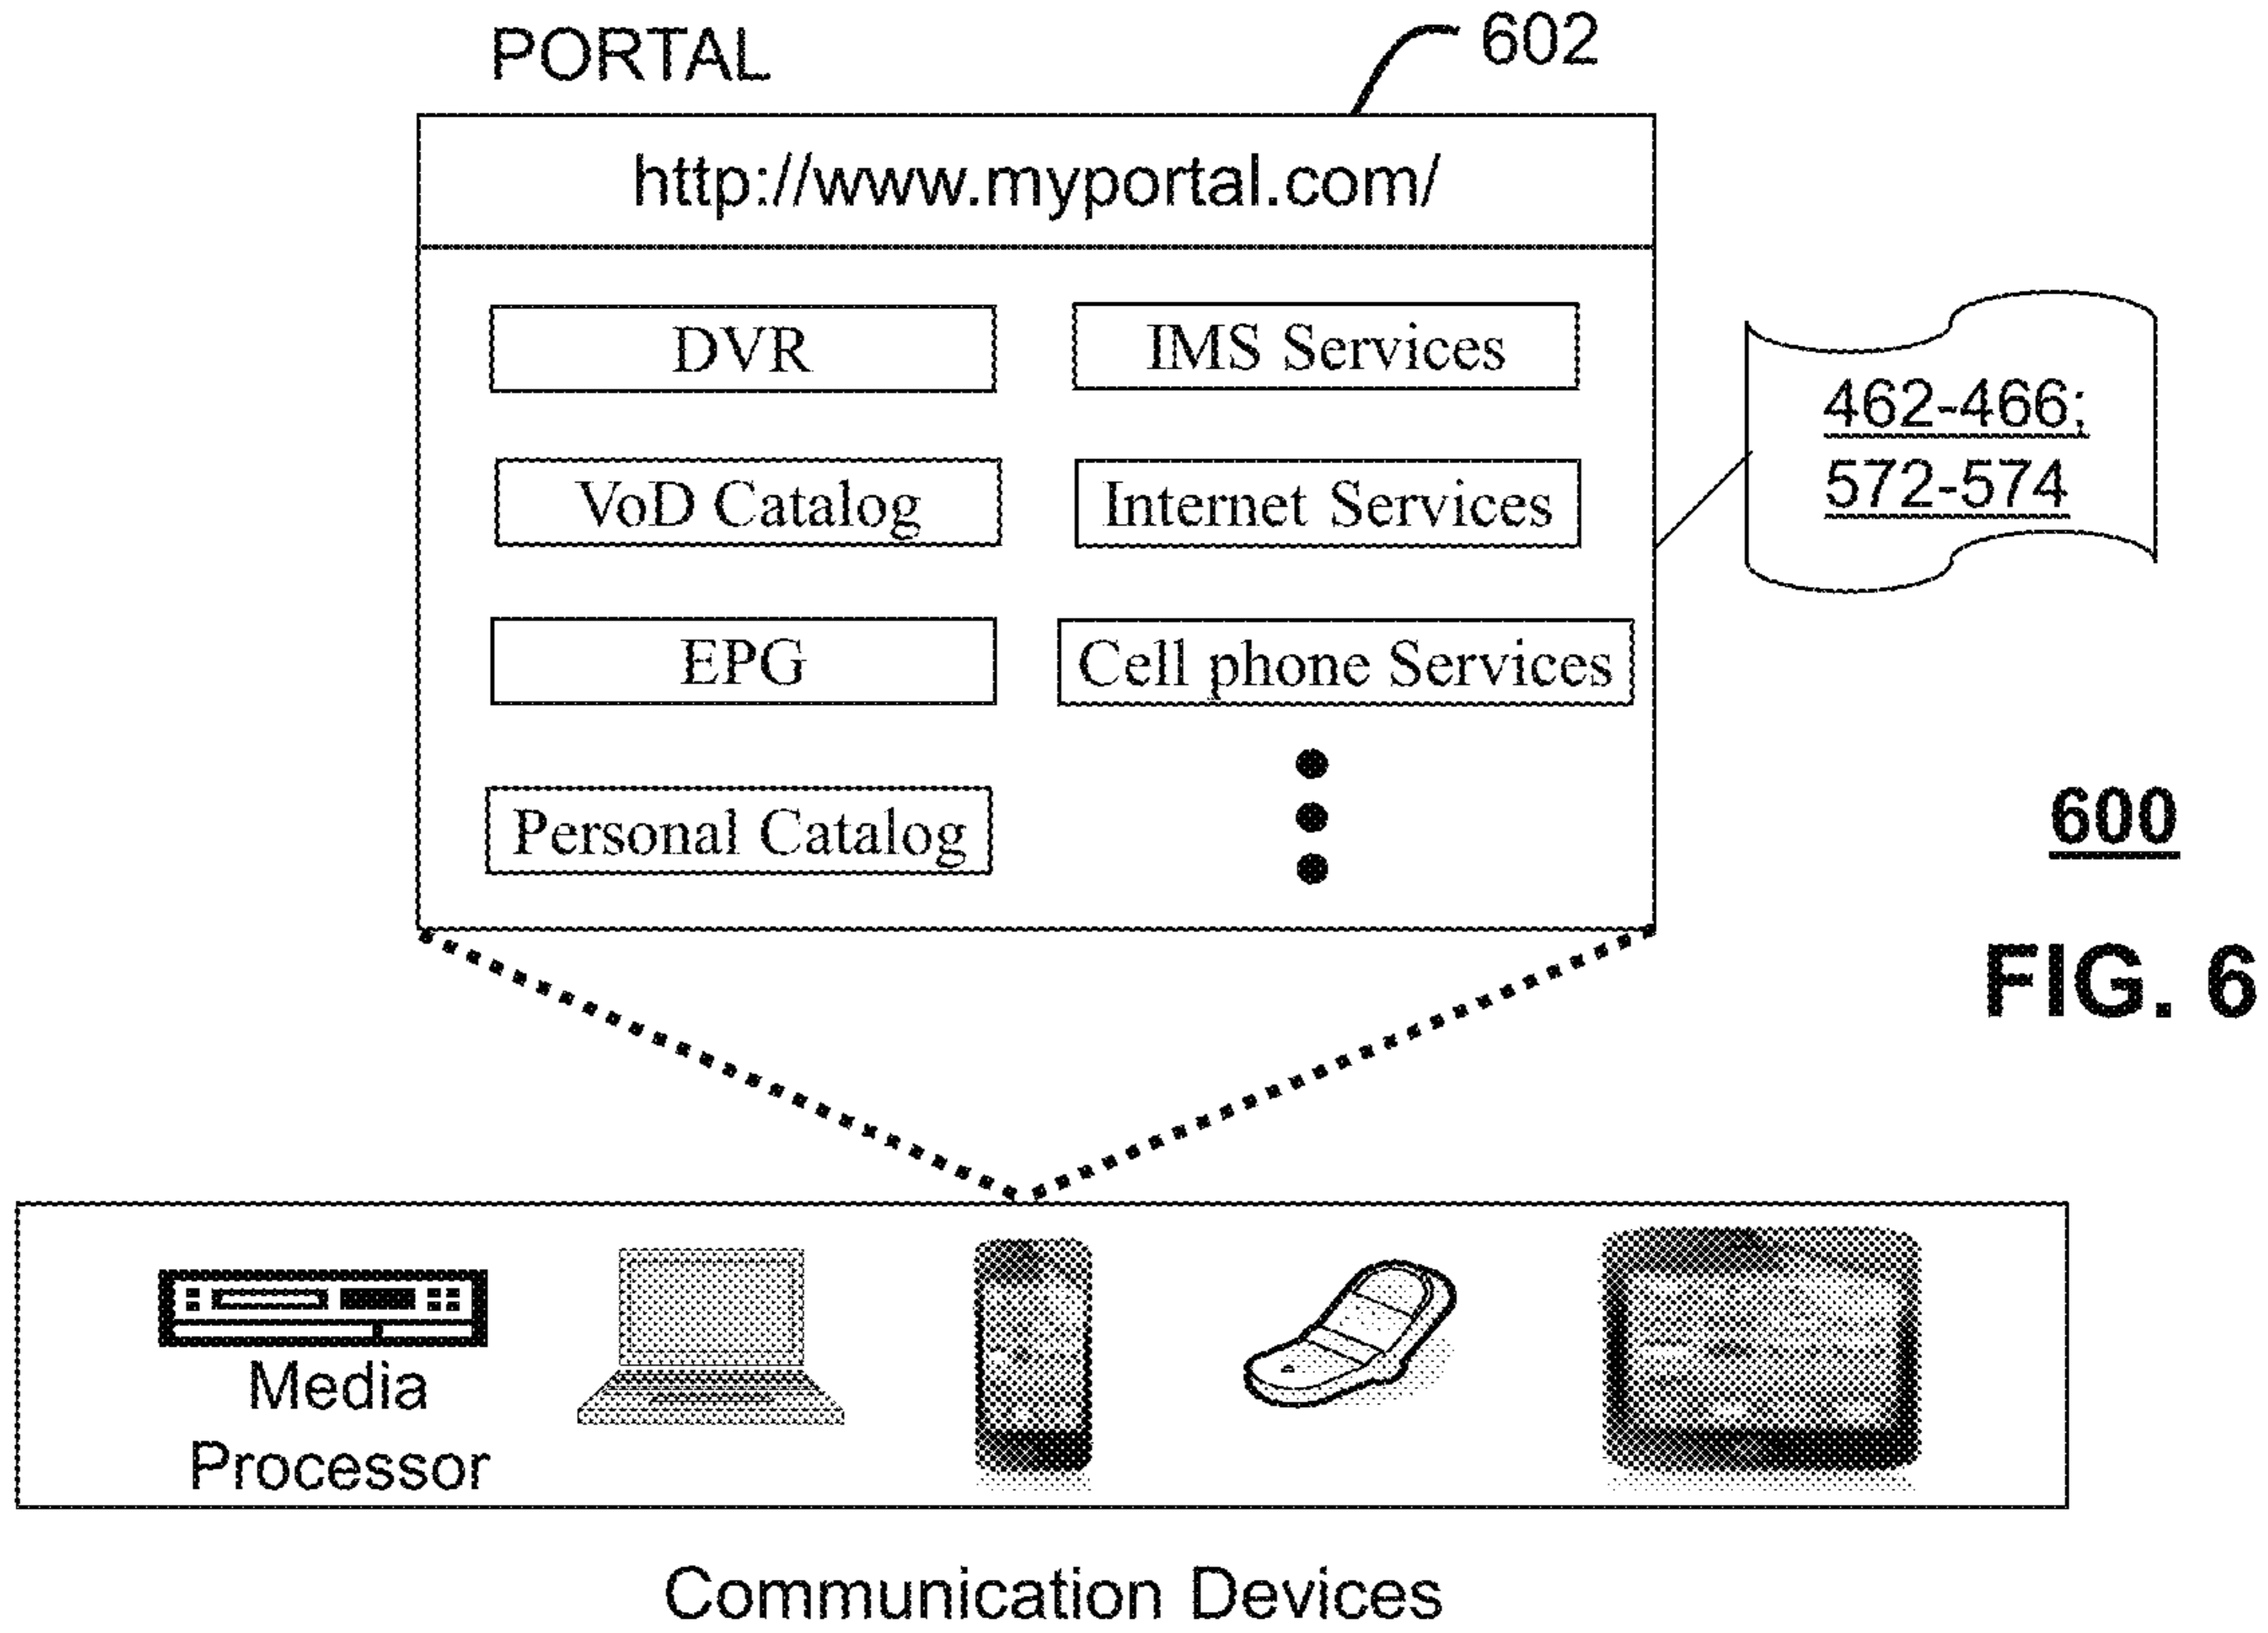 PORTAL
602
http://www.myportal.com/
DVR
IMS Services
VoD Catalog
Internet Services
EPG
Cell phone Services
Personal Catalog
462-466;
572-574
600
FIG. 6
Media
Processor
Communication Devices